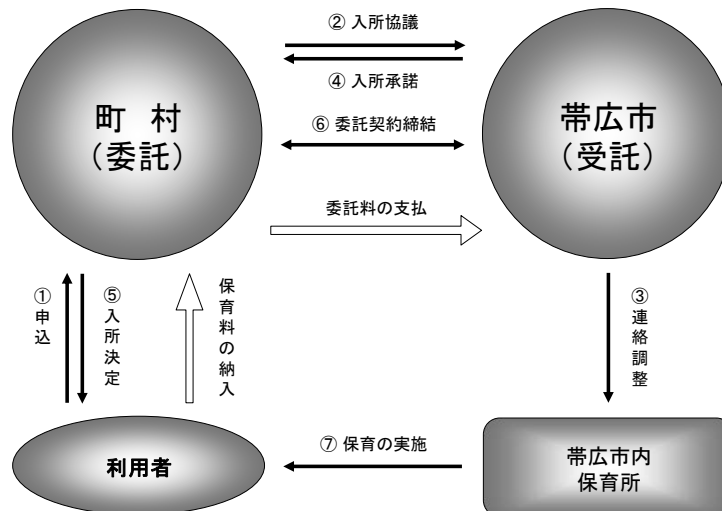 ② 入所協議
④ 入所承諾
町 村
(委託)
帯広市
(受託)
⑥ 委託契約締結
委託料の支払
①申込
⑤入所決定
保育料の納入
③連絡調整
利用者
⑦ 保育の実施
帯広市内
保育所